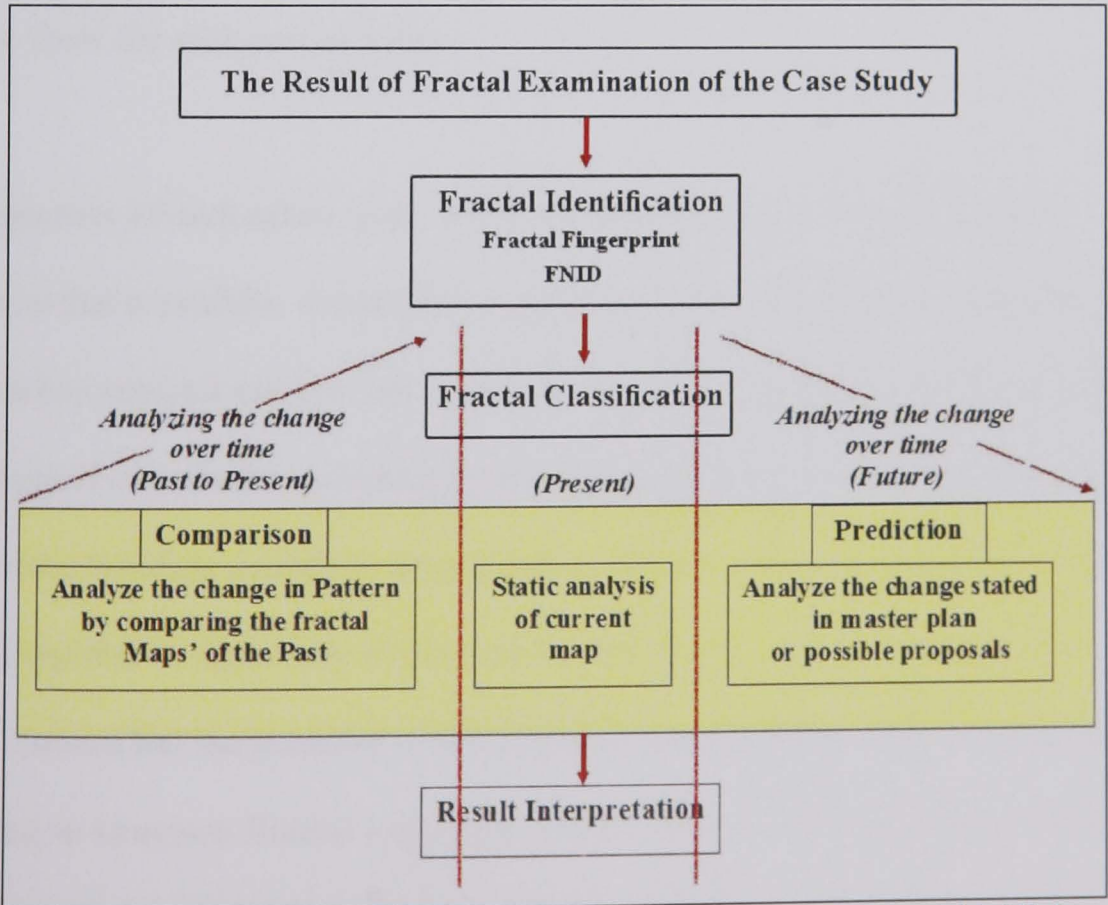 The Result of Fractal Examination of the Case Study
Fractal Identification
Fractal Fingerprint
FNID
Fractal Classification
Analyzing the change
over time
(Past to Present)
(Present)
Analyzing the change
over time
(Future)
Comparison
Analyze the change in Pattern
by comparing the fractal
Maps’ of the Past
Static analysis
of current
map
Prediction
Analyze the change stated
in master plan
or possible proposals
Result Interpretation